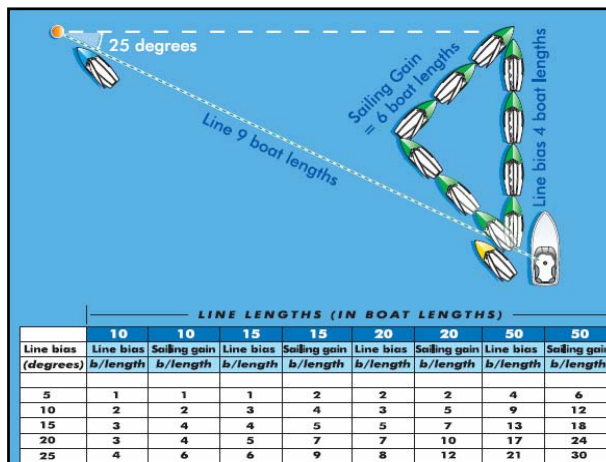 25 degrees
Sailing Gain
= 6 boat lengths
Line bias 4 boat lengths
Line 9 boat lengths
LINE LENGTHS (IN BOAT LENGTHS)
10 10 15 15 20 20 50 50
Line bias Line bias Sailing gain Line bias Sailing gain Line bias Sailing gain Line bias Sailing gain
(degrees) b/length b/length b/length b/length b/length b/length b/length b/length
5 1 1 1 2 2 2 4 6
10 2 2 3 4 3 5 9 12
15 3 4 4 5 5 7 13 18
20 3 4 5 7 7 10 17 24
25 4 6 6 9 8 12 21 30